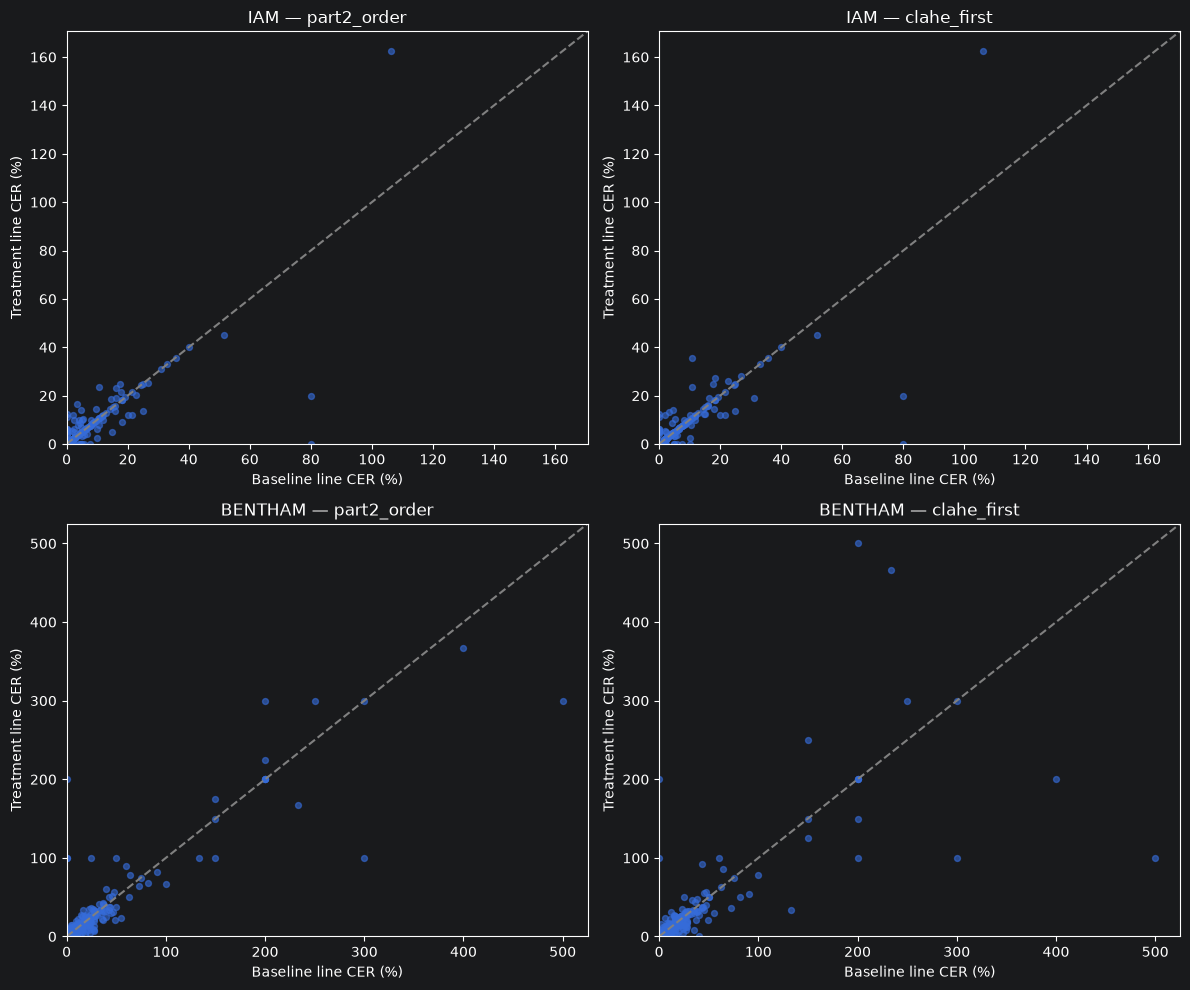 IAM — part2_order
160
140
120
100
80
60
40
20
0
Treatment line CER (%)
0 20 40 60 80 100 120 140 160
Baseline line CER (%)
IAM — clahe_first
160
140
120
100
80
60
40
20
0
Treatment line CER (%)
0 20 40 60 80 100 120 140 160
Baseline line CER (%)
BENTHAM — part2_order
500
400
300
200
100
0
Treatment line CER (%)
0 100 200 300 400 500
Baseline line CER (%)
BENTHAM — clahe_first
500
400
300
200
100
0
Treatment line CER (%)
0 100 200 300 400 500
Baseline line CER (%)